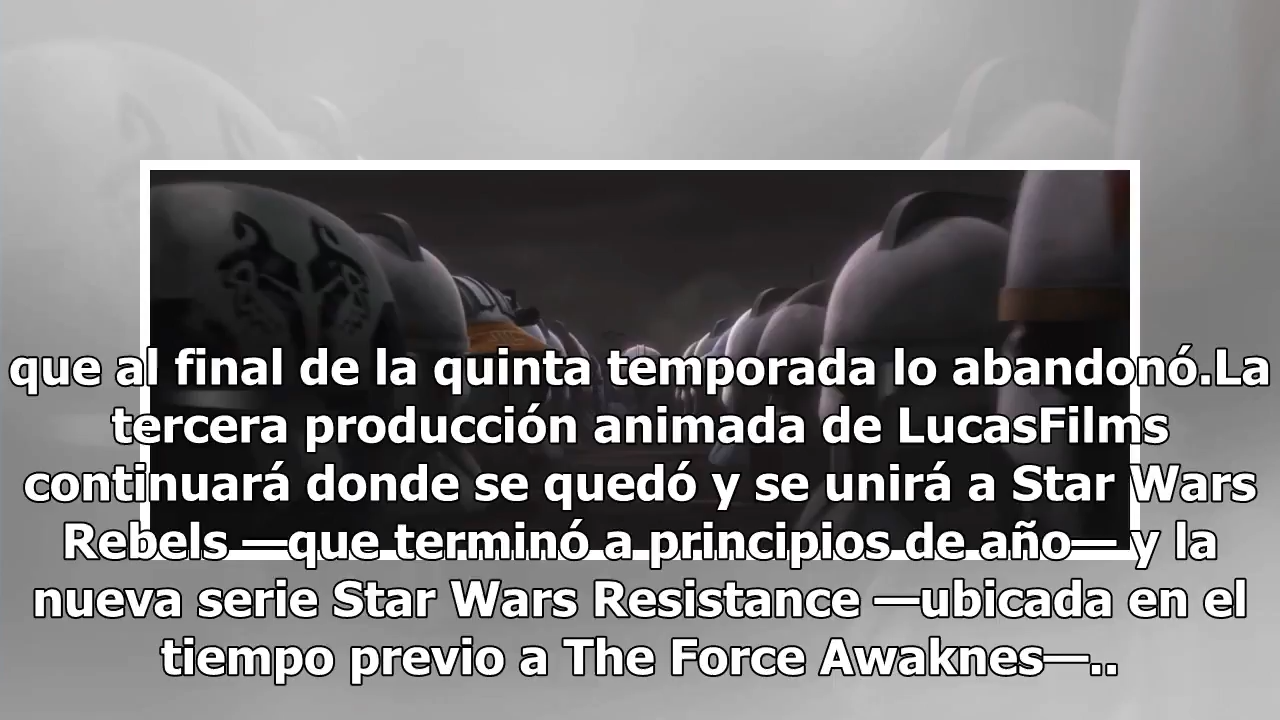 que al final de la quinta temporada lo abandonó.La
tercera producción animada de LucasFilms
continuará donde se quedó y se unirá a Star Wars
Rebels —que terminó a principios de año— y la
nueva serie Star Wars Resistance —ubicada en el
tiempo previo a The Force Awaknes—..